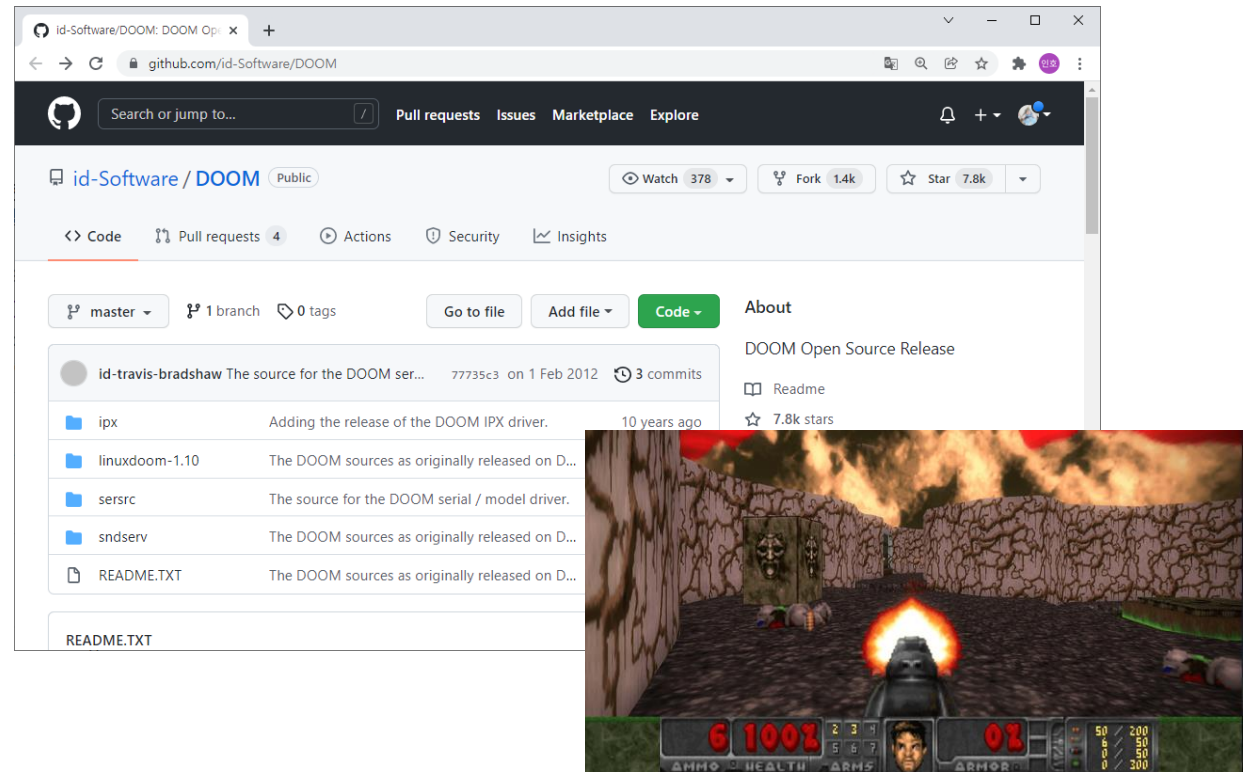 id-Software/DOOM: DOOM Op
github.com/id-Software/DOOM
인호
Search or jump to...
/
Pull requests
Issues
Marketplace
Explore
id-Software / DOOM
Public
Watch 378
Fork 1.4k
Star 7.8k
Code
Pull requests 4
Actions
Security
Insights
master
1 branch
0 tags
Go to file
Add file
Code
About
DOOM Open Source Release
id-travis-bradshaw The source for the DOOM ser... 77735c3 on 1 Feb 2012 3 commits
Readme
ipx Adding the release of the DOOM IPX driver. 10 years ago
7.8k stars
linuxdoom-1.10 The DOOM sources as originally released on D...
sersrc The source for the DOOM serial / model driver.
sndserv The DOOM sources as originally released on D...
README.TXT The DOOM sources as originally released on D...
README.TXT
6 100% 2 3 4 0% 50 / 200
5 6 7 6 / 50
0 / 50
0 / 300
AMMO HEALTH ARMS ARMOR